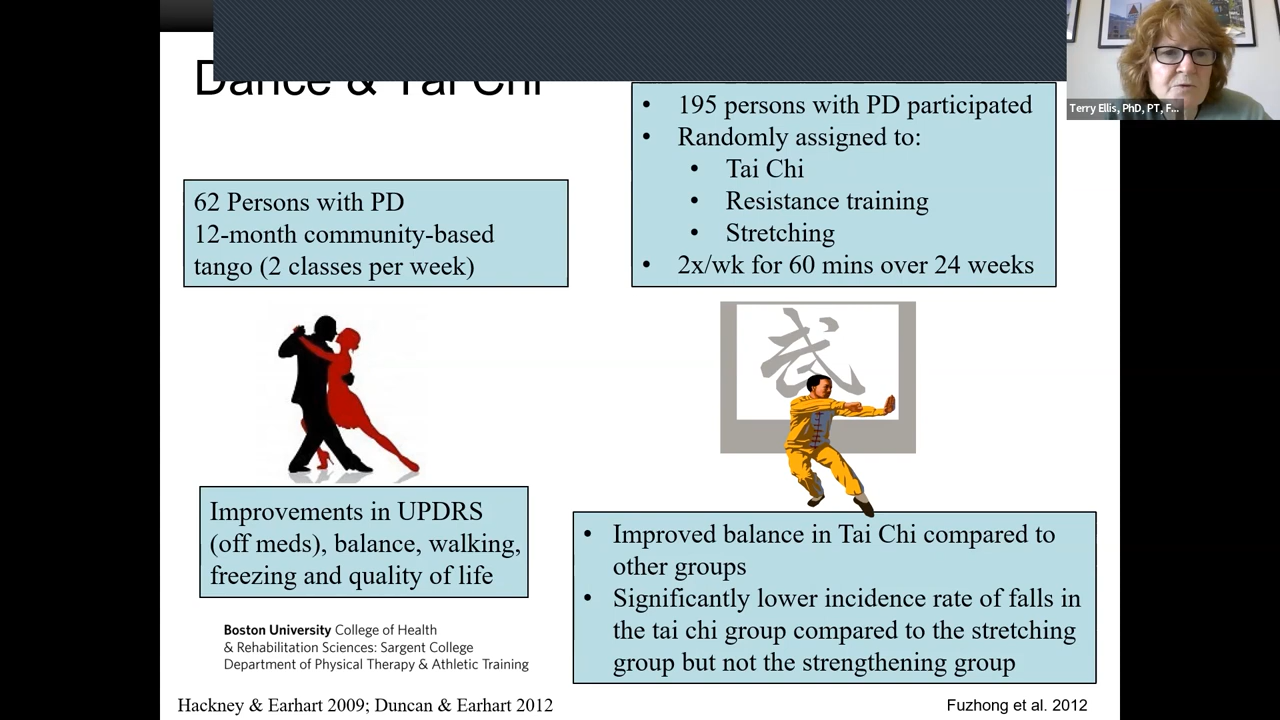 Dance & Tai Chi
Terry Ellis, PhD, PT, F...
62 Persons with PD
12-month community-based
tango (2 classes per week)
• 195 persons with PD participated
• Randomly assigned to:
• Tai Chi
• Resistance training
• Stretching
• 2x/wk for 60 mins over 24 weeks
武
Improvements in UPDRS
(off meds), balance, walking,
freezing and quality of life
• Improved balance in Tai Chi compared to
other groups
• Significantly lower incidence rate of falls in
the tai chi group compared to the stretching
group but not the strengthening group
Boston University College of Health
& Rehabilitation Sciences: Sargent College
Department of Physical Therapy & Athletic Training
Hackney & Earhart 2009; Duncan & Earhart 2012
Fuzhong et al. 2012